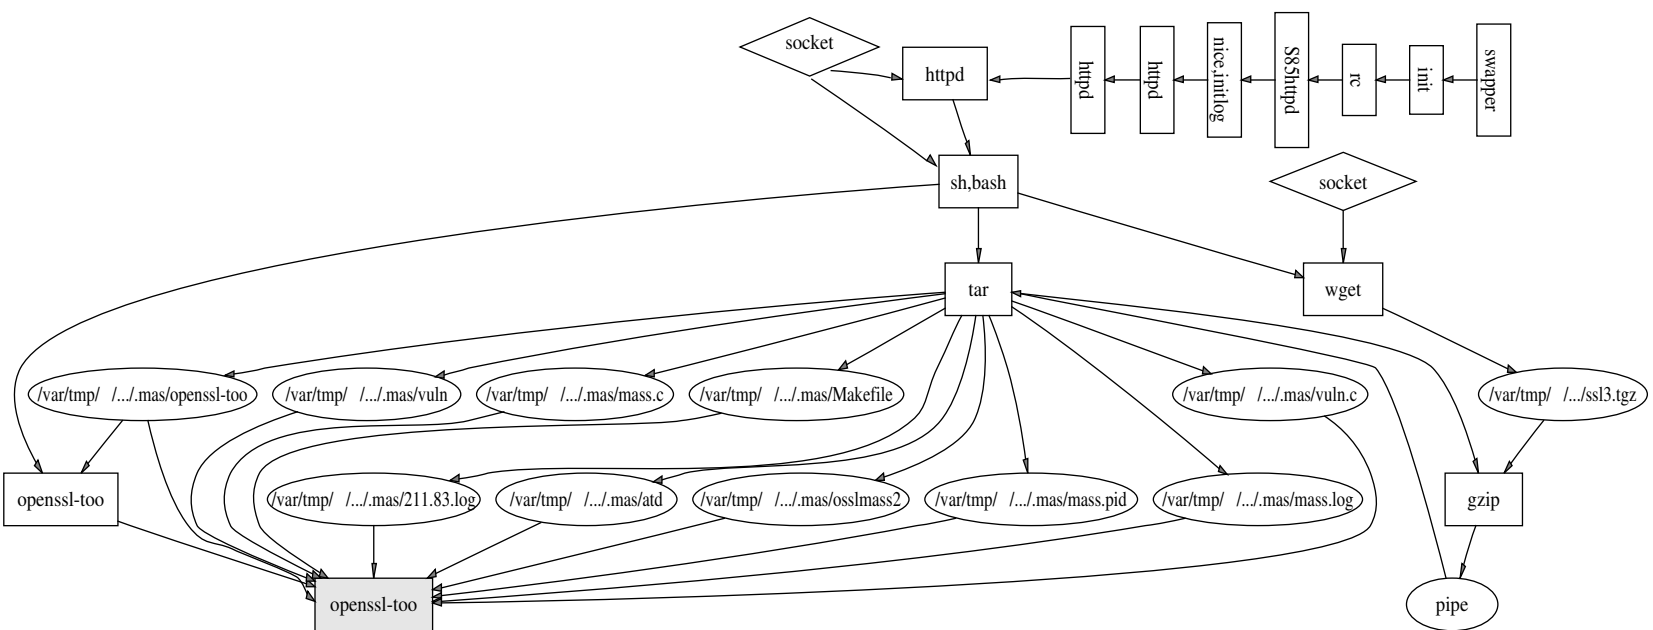 socket
httpd
httpd
httpd
nice,initlog
S85httpd
rc
init
swapper
sh,bash
socket
tar
wget
/var/tmp/ /.../.mas/openssl-too
/var/tmp/ /.../.mas/vuln
/var/tmp/ /.../.mas/mass.c
/var/tmp/ /.../.mas/Makefile
/var/tmp/ /.../.mas/vuln.c
/var/tmp/ /.../ssl3.tgz
openssl-too
/var/tmp/ /.../.mas/211.83.log
/var/tmp/ /.../.mas/atd
/var/tmp/ /.../.mas/osslmass2
/var/tmp/ /.../.mas/mass.pid
/var/tmp/ /.../.mas/mass.log
gzip
openssl-too
pipe